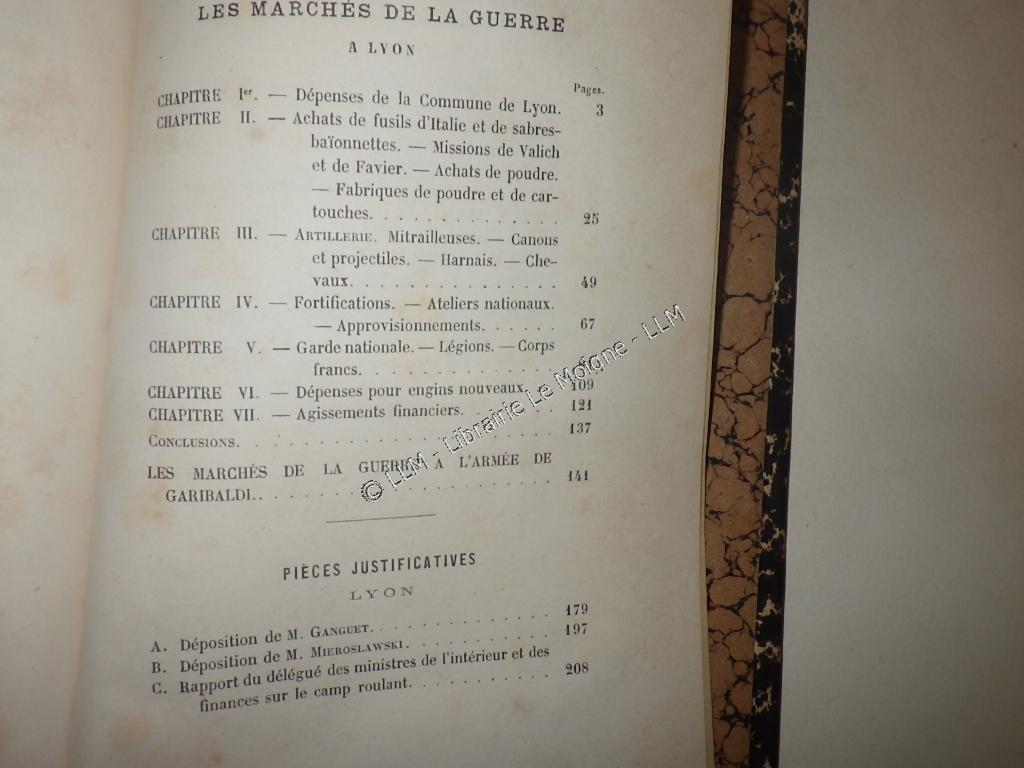 LES MARCHÉS DE LA GUERRE
A LYON
Pages.
CHAPITRE Ier. — Dépenses de la Commune de Lyon. 3
CHAPITRE II. — Achats de fusils d'Italie et de sabres-
baïonnettes. — Missions de Valich
et de Favier. — Achats de poudre.
— Fabriques de poudre et de car-
touches. . . . . . . . . . . . . . 25
CHAPITRE III. — ARTILLERIE. Mitrailleuses. — Canons
et projectiles. — Harnais. — Che-
vaux. . . . . . . . . . . . . . . 49
CHAPITRE IV. — Fortifications. — Ateliers nationaux.
— Approvisionnements. . . . . . 67
CHAPITRE V. — Garde nationale. — Légions. — Corps
francs. . . . . . . . . . . . . .
CHAPITRE VI. — Dépenses pour engins nouveaux. . . 109
CHAPITRE VII. — Agissements financiers. . . . . . . 121
CONCLUSIONS. . . . . . . . . . . . . . . . . . . . 137
LES MARCHÉS DE LA GUERRE A L'ARMÉE DE
GARIBALDI. . . . . . . . . . . . . . . . . . . . 141
PIÈCES JUSTIFICATIVES
LYON
A. Déposition de M. GANGUET. . . . . . . . . . . . 179
B. Déposition de M. MIEROSLAWSKI. . . . . . . . . . 197
C. Rapport du délégué des ministres de l'intérieur et des
finances sur le camp roulant. . . . . . . . . . . 208
© LLM - Librairie Le Moigne - LLM